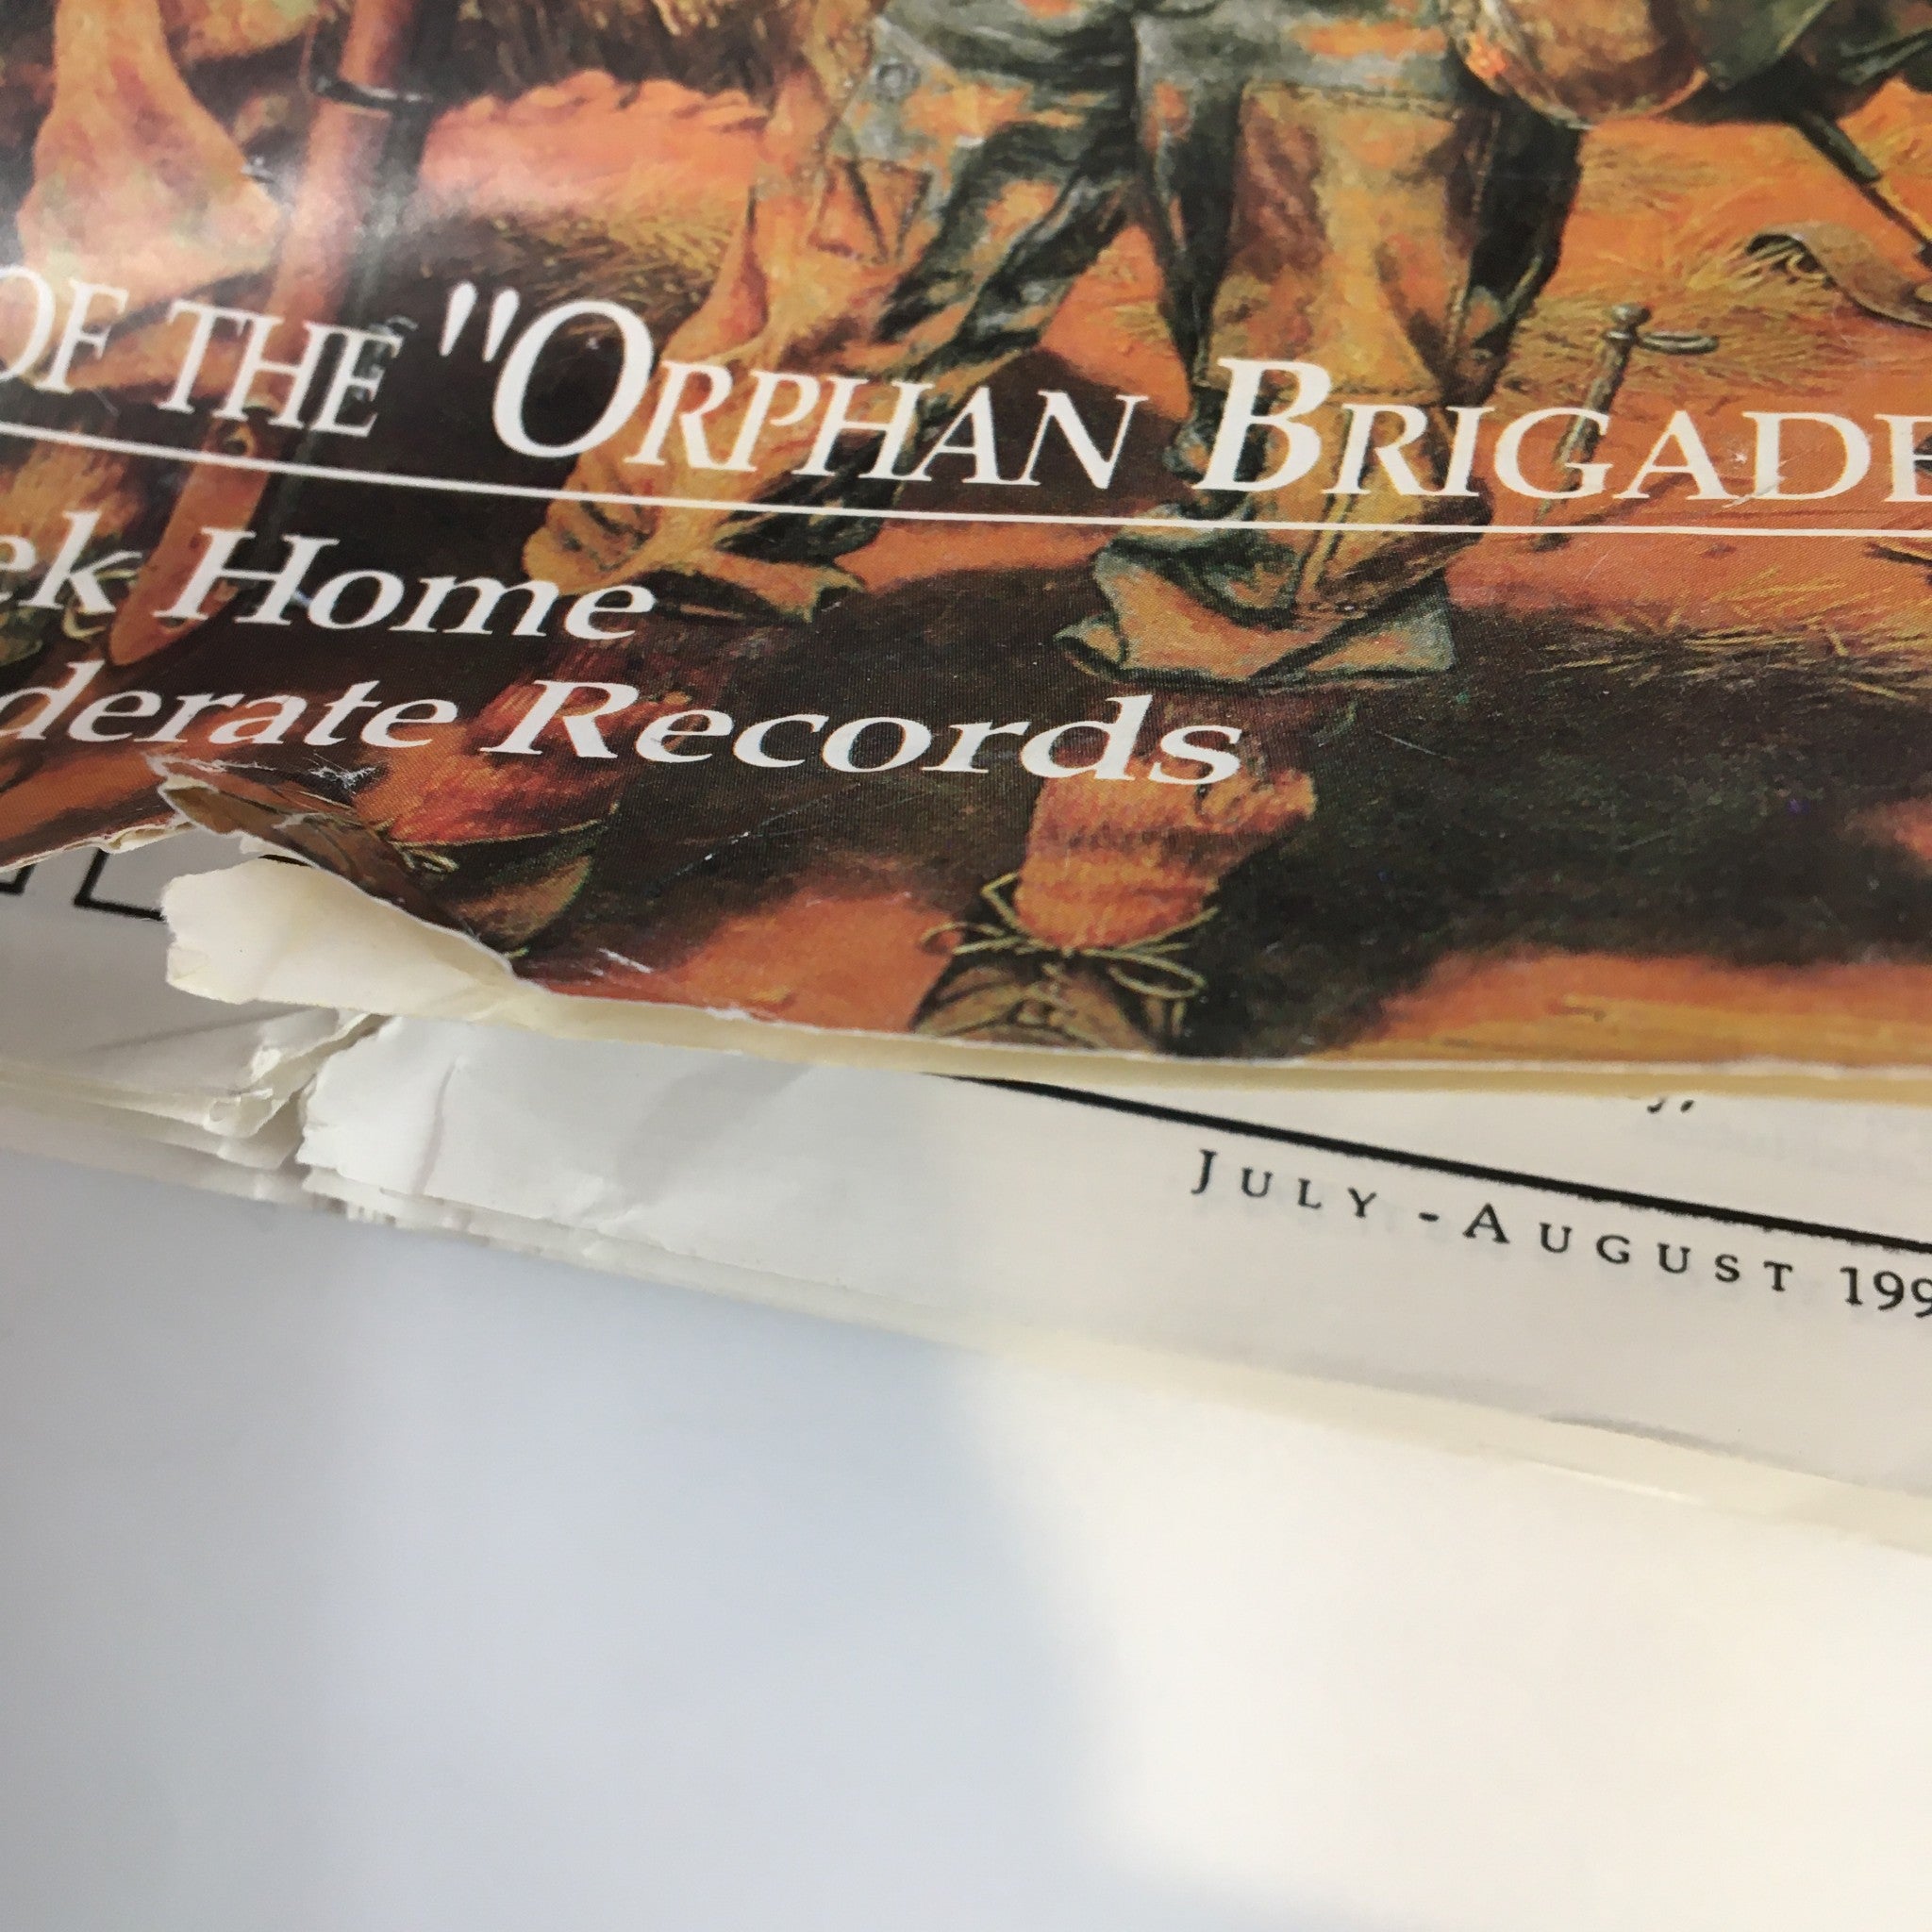 OF THE "ORPHAN BRIGADE
ek Home
derate Records
JULY - AUGUST 199